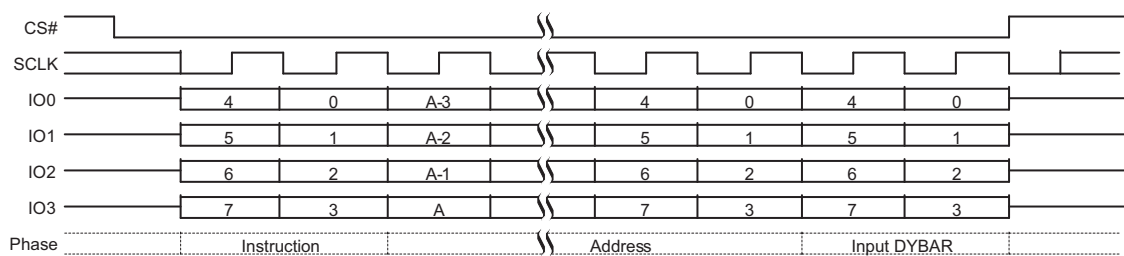 CS#
SCLK
IO0 4 0 A-3 4 0 4 0
IO1 5 1 A-2 5 1 5 1
IO2 6 2 A-1 6 2 6 2
IO3 7 3 A 7 3 7 3
Phase Instruction Address Input DYBAR